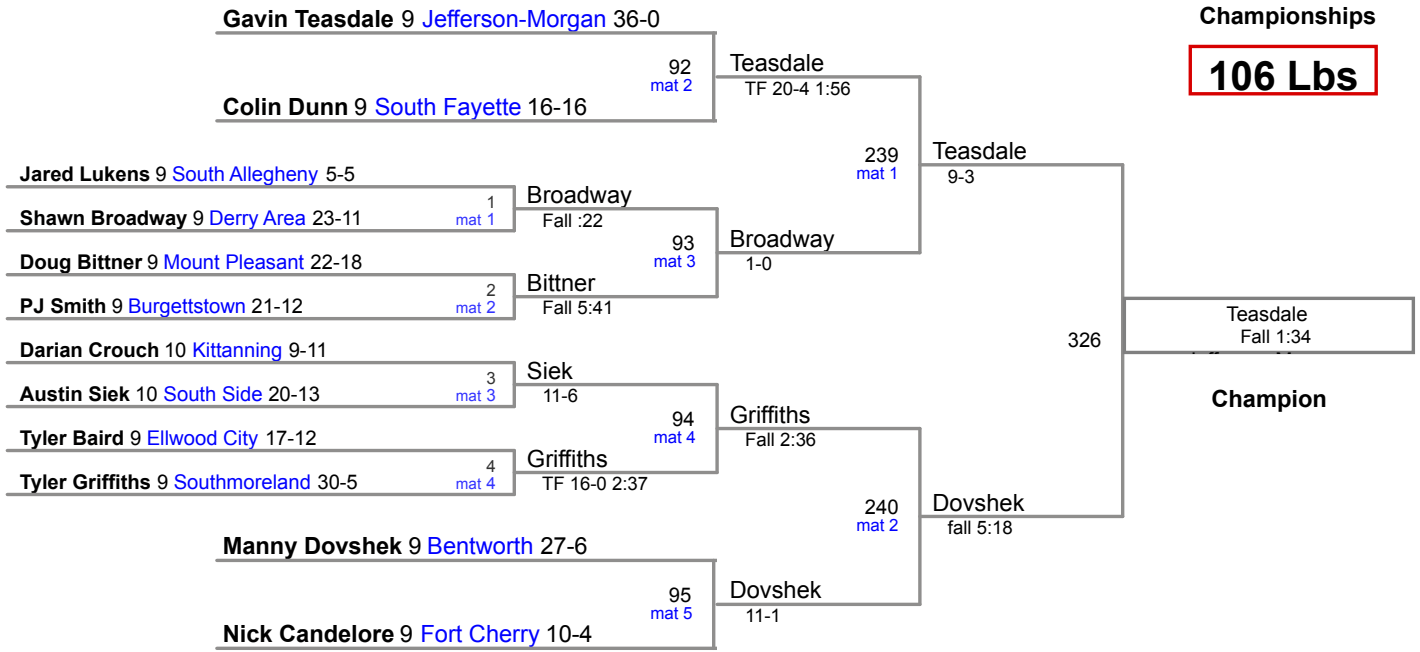 Championships
106 Lbs
Gavin Teasdale 9 Jefferson-Morgan 36-0
92
mat 2
Teasdale
TF 20-4 1:56
Colin Dunn 9 South Fayette 16-16
239
mat 1
Teasdale
9-3
Jared Lukens 9 South Allegheny 5-5
1
mat 1
Broadway
Fall :22
Shawn Broadway 9 Derry Area 23-11
93
mat 3
Broadway
1-0
Doug Bittner 9 Mount Pleasant 22-18
2
mat 2
Bittner
Fall 5:41
PJ Smith 9 Burgettstown 21-12
326
Teasdale
Fall 1:34
Champion
Darian Crouch 10 Kittanning 9-11
3
mat 3
Siek
11-6
Austin Siek 10 South Side 20-13
94
mat 4
Griffiths
Fall 2:36
Tyler Baird 9 Ellwood City 17-12
4
mat 4
Griffiths
TF 16-0 2:37
Tyler Griffiths 9 Southmoreland 30-5
240
mat 2
Dovshek
fall 5:18
Manny Dovshek 9 Bentworth 27-6
95
mat 5
Dovshek
11-1
Nick Candelore 9 Fort Cherry 10-4